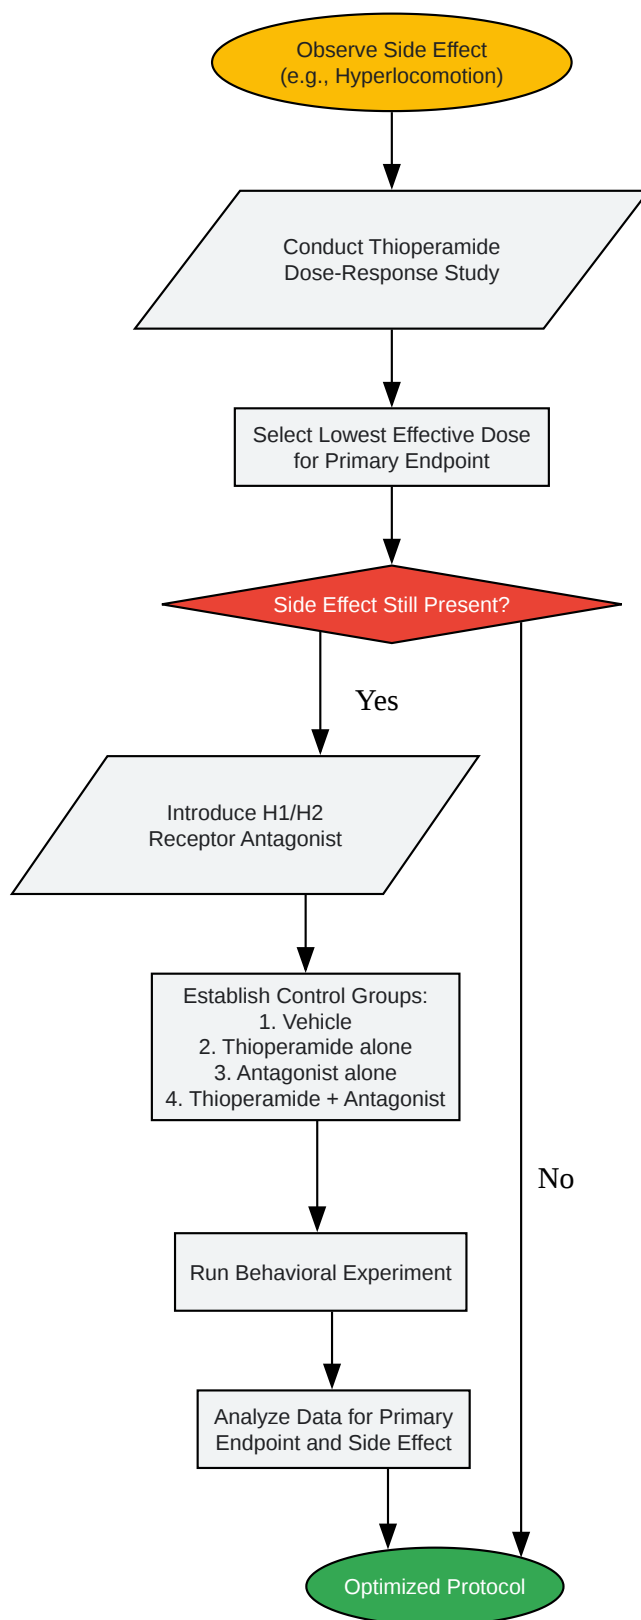 Observe Side Effect
(e.g., Hyperlocomotion)
Conduct Thioperamide
Dose-Response Study
Select Lowest Effective Dose
for Primary Endpoint
Side Effect Still Present?
Yes
Introduce H1/H2
Receptor Antagonist
Establish Control Groups:
1. Vehicle
2. Thioperamide alone
3. Antagonist alone
4. Thioperamide + Antagonist
No
Run Behavioral Experiment
Analyze Data for Primary
Endpoint and Side Effect
Optimized Protocol